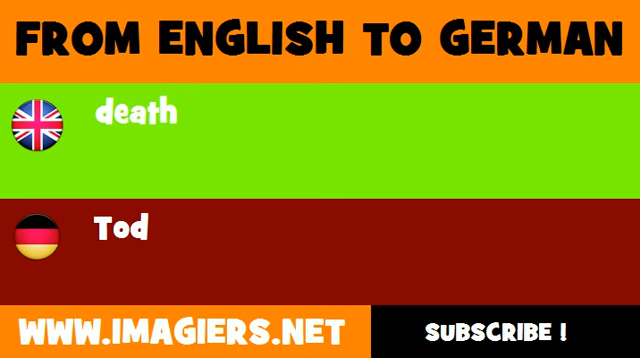 FROM ENGLISH TO GERMAN
death
Tod
WWW.IMAGIERS.NET
SUBSCRIBE !